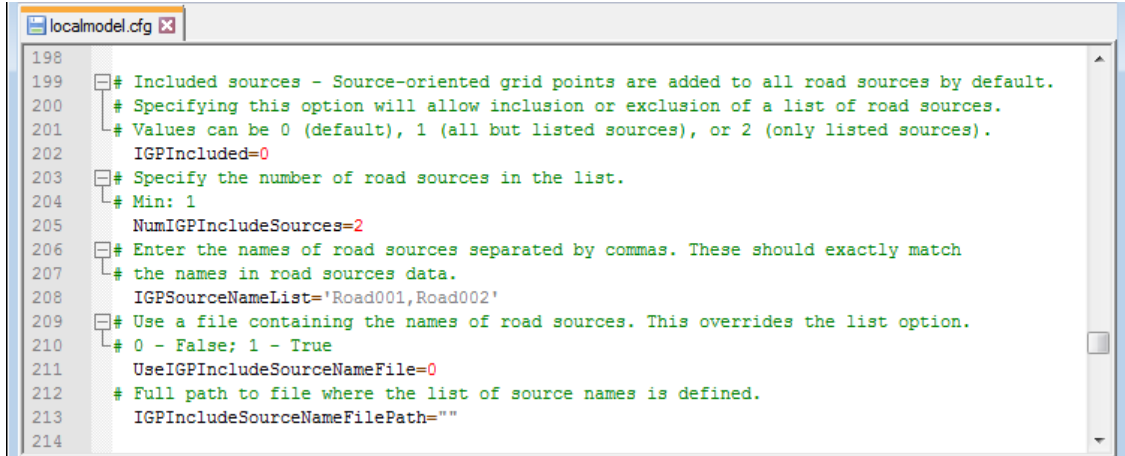 localmodel.cfg
198
199 # Included sources - Source-oriented grid points are added to all road sources by default.
200 # Specifying this option will allow inclusion or exclusion of a list of road sources.
201 # Values can be 0 (default), 1 (all but listed sources), or 2 (only listed sources).
202 IGPIncluded=0
203 # Specify the number of road sources in the list.
204 # Min: 1
205 NumIGPIncludeSources=2
206 # Enter the names of road sources separated by commas. These should exactly match
207 # the names in road sources data.
208 IGPSourceNameList='Road001,Road002'
209 # Use a file containing the names of road sources. This overrides the list option.
210 # 0 - False; 1 - True
211 UseIGPIncludeSourceNameFile=0
212 # Full path to file where the list of source names is defined.
213 IGPIncludeSourceNameFilePath=""
214